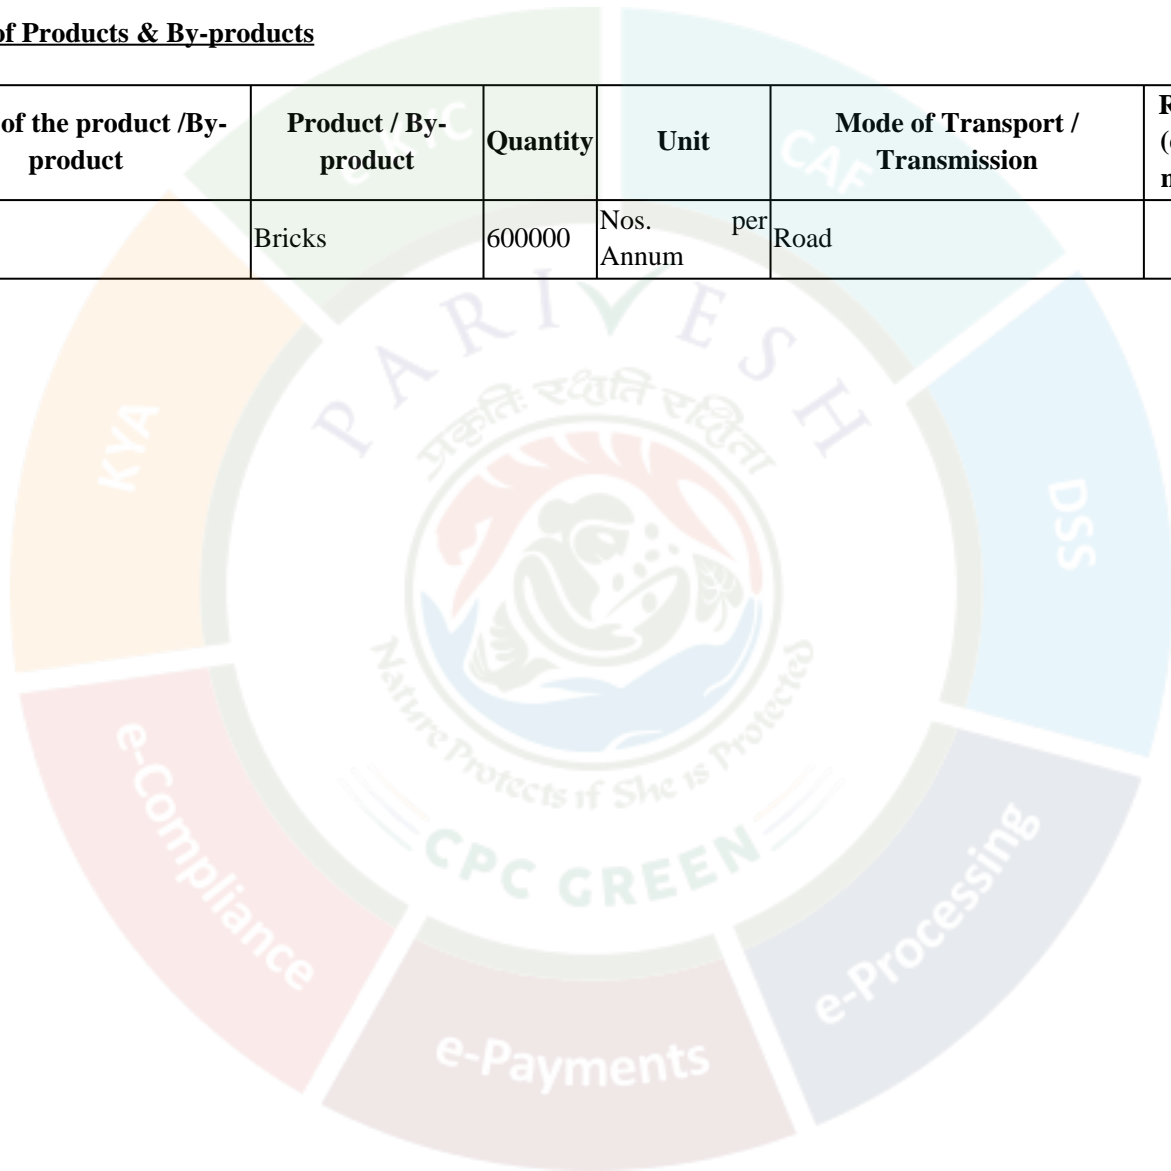 of Products & By-products
of the product /By-product
Product / By-product
Quantity
Unit
Mode of Transport / Transmission
Bricks
600000
Nos. per Annum
Road
e-KYC
CAF
KYA
DSS
PARIVESH
प्रकृतिः रक्षति रक्षिता
Nature Protects if She is Protected
CPC GREEN
e-Compliance
e-Processing
e-Payments